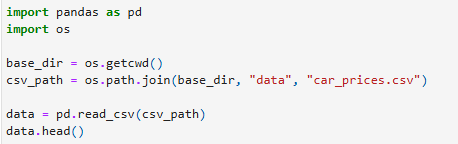 import pandas as pd
import os
base_dir = os.getcwd()
csv_path = os.path.join(base_dir, "data", "car_prices.csv")
data = pd.read_csv(csv_path)
data.head()